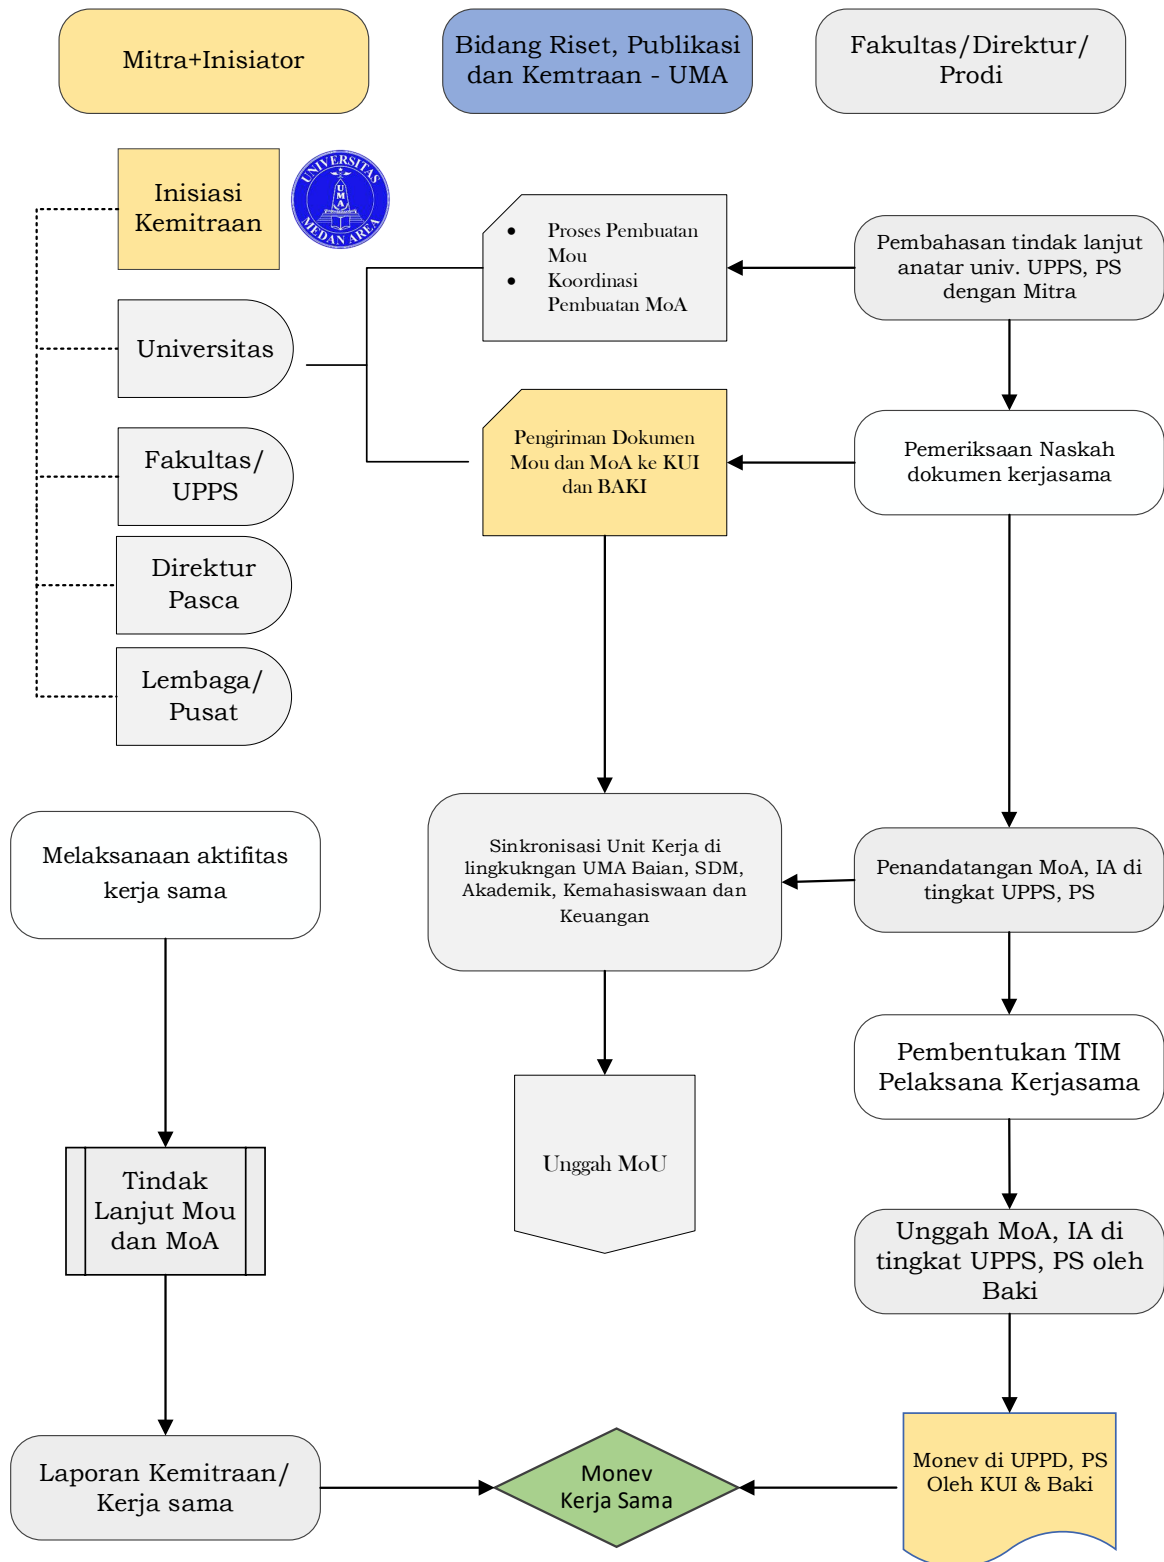 Mitra+Inisiator
Bidang Riset, Publikasi
dan Kemtraan - UMA
Fakultas/Direktur/
Prodi
Inisiasi
Kemitraan
UNIVERSITAS
UMA
MEDAN AREA
Universitas
Fakultas/
UPPS
Direktur
Pasca
Lembaga/
Pusat
• Proses Pembuatan
Mou
• Koordinasi
Pembuatan MoA
Pembahasan tindak lanjut
anatar univ. UPPS, PS
dengan Mitra
Pengiriman Dokumen
Mou dan MoA ke KUI
dan BAKI
Pemeriksaan Naskah
dokumen kerjasama
Melaksanaan aktifitas
kerja sama
Sinkronisasi Unit Kerja di
lingkukngan UMA Baian, SDM,
Akademik, Kemahasiswaan dan
Keuangan
Penandatangan MoA, IA di
tingkat UPPS, PS
Pembentukan TIM
Pelaksana Kerjasama
Tindak
Lanjut Mou
dan MoA
Unggah MoU
Unggah MoA, IA di
tingkat UPPS, PS oleh
Baki
Laporan Kemitraan/
Kerja sama
Monev
Kerja Sama
Monev di UPPD, PS
Oleh KUI & Baki